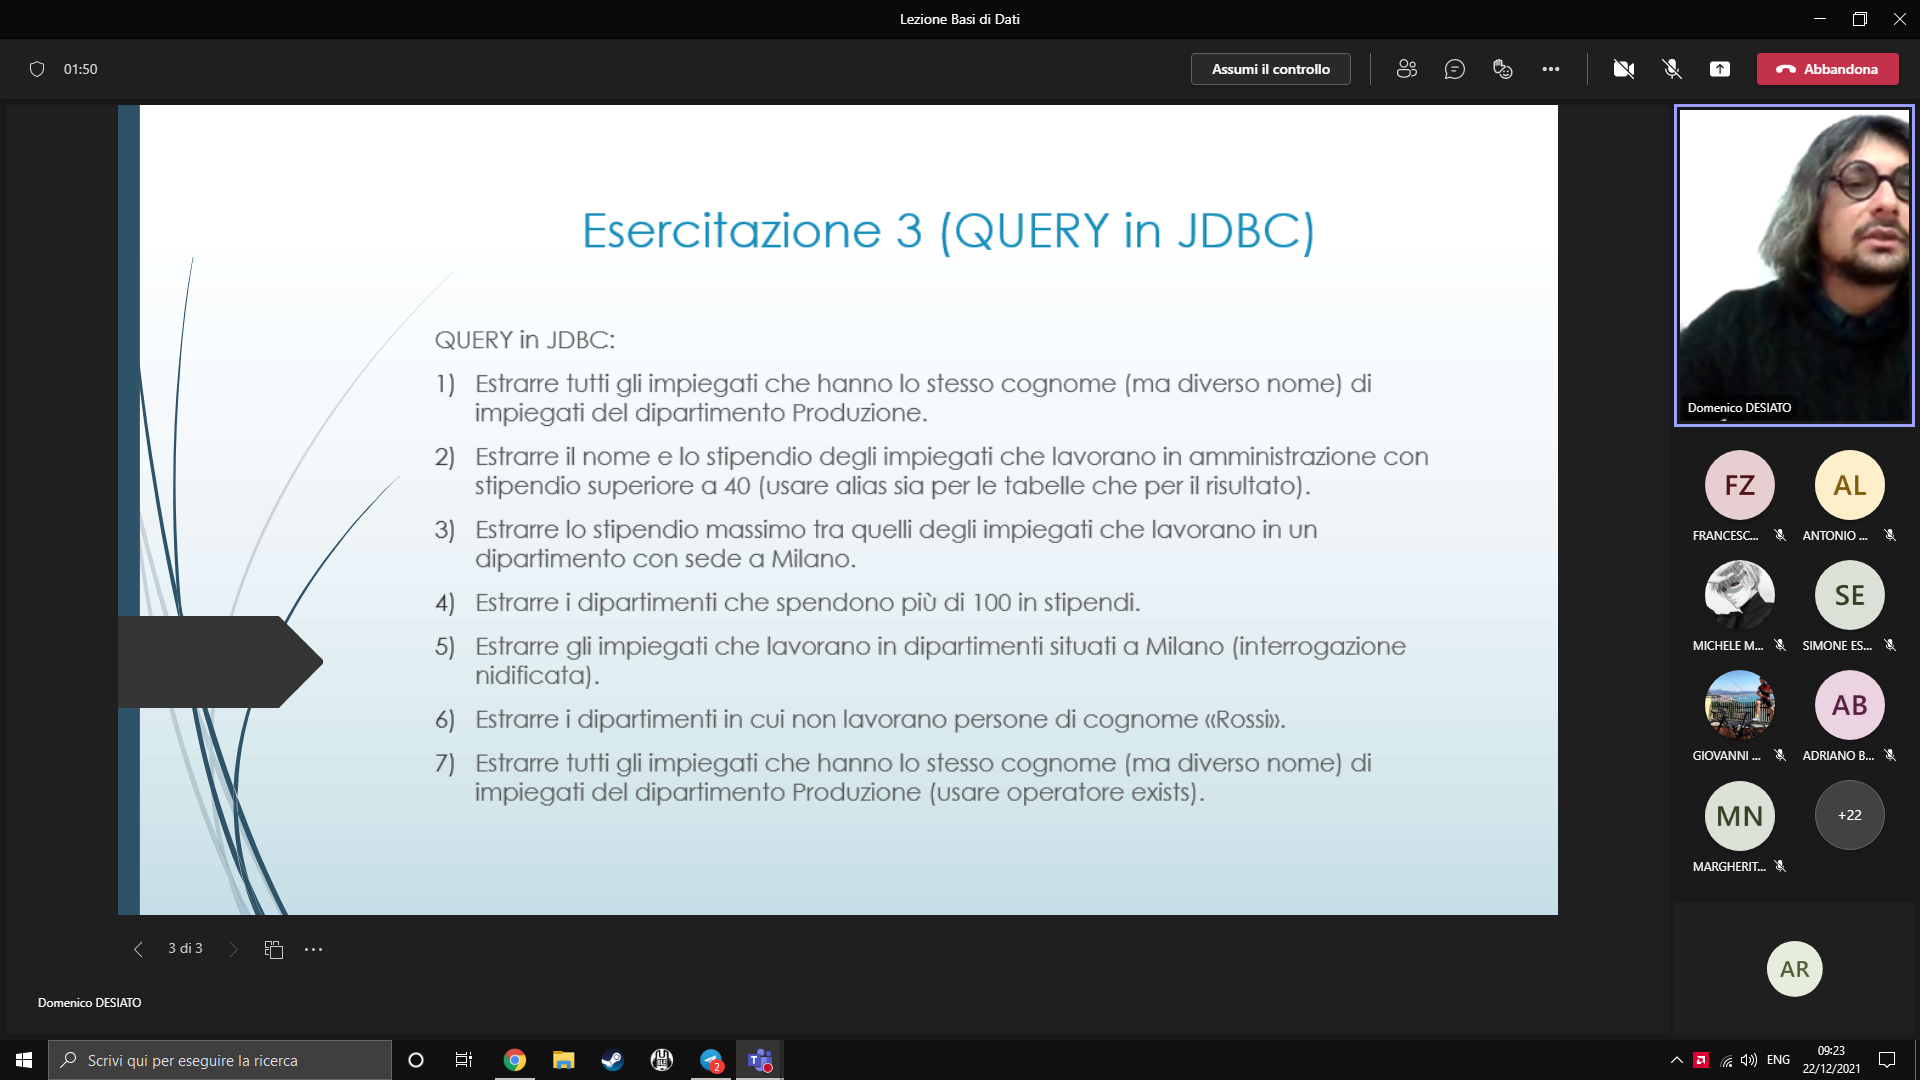 Lezione Basi di Dati
01:50
Assumi il controllo
Abbandona
Esercitazione 3 (QUERY in JDBC)
QUERY in JDBC:
1) Estrarre tutti gli impiegati che hanno lo stesso cognome (ma diverso nome) di
impiegati del dipartimento Produzione.
2) Estrarre il nome e lo stipendio degli impiegati che lavorano in amministrazione con
stipendio superiore a 40 (usare alias sia per le tabelle che per il risultato).
3) Estrarre lo stipendio massimo tra quelli degli impiegati che lavorano in un
dipartimento con sede a Milano.
4) Estrarre i dipartimenti che spendono più di 100 in stipendi.
5) Estrarre gli impiegati che lavorano in dipartimenti situati a Milano (interrogazione
nidificata).
6) Estrarre i dipartimenti in cui non lavorano persone di cognome «Rossi».
7) Estrarre tutti gli impiegati che hanno lo stesso cognome (ma diverso nome) di
impiegati del dipartimento Produzione (usare operatore exists).
Domenico DESIATO
FZ
AL
FRANCESC...
ANTONIO ...
SE
MICHELE M...
SIMONE ES...
AB
GIOVANNI ...
ADRIANO B...
MN
+22
MARGHERIT...
AR
3 di 3
Domenico DESIATO
Scrivi qui per eseguire la ricerca
2
ENG
09:23
22/12/2021